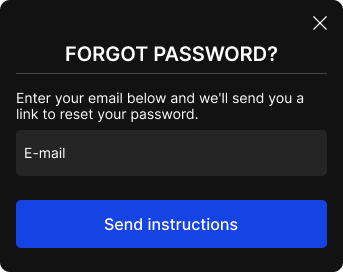 FORGOT PASSWORD?
Enter your email below and we'll send you a
link to reset your password.
E-mail
Send instructions